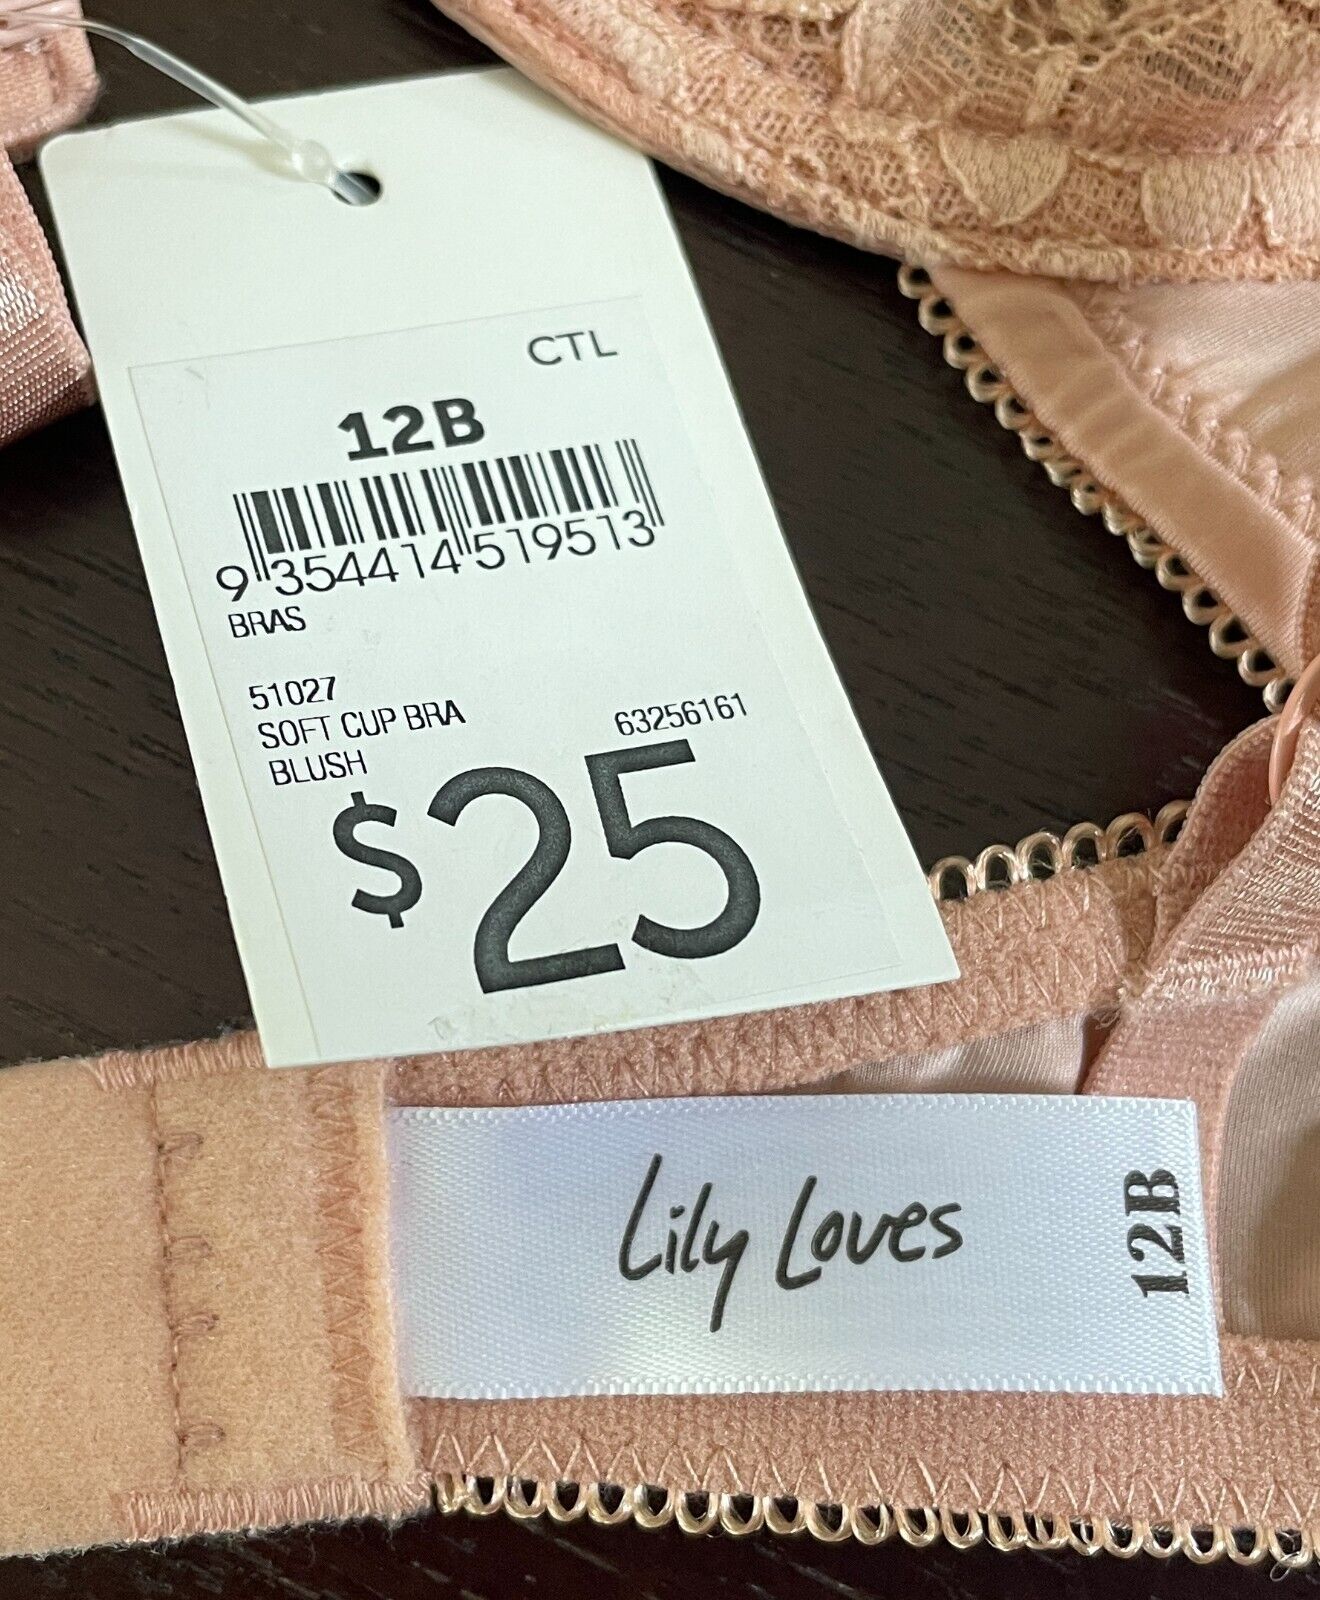 CTL
12B
9 354414 519513
BRAS
51027
SOFT CUP BRA 63256161
BLUSH
$25
Lily Loves
12B